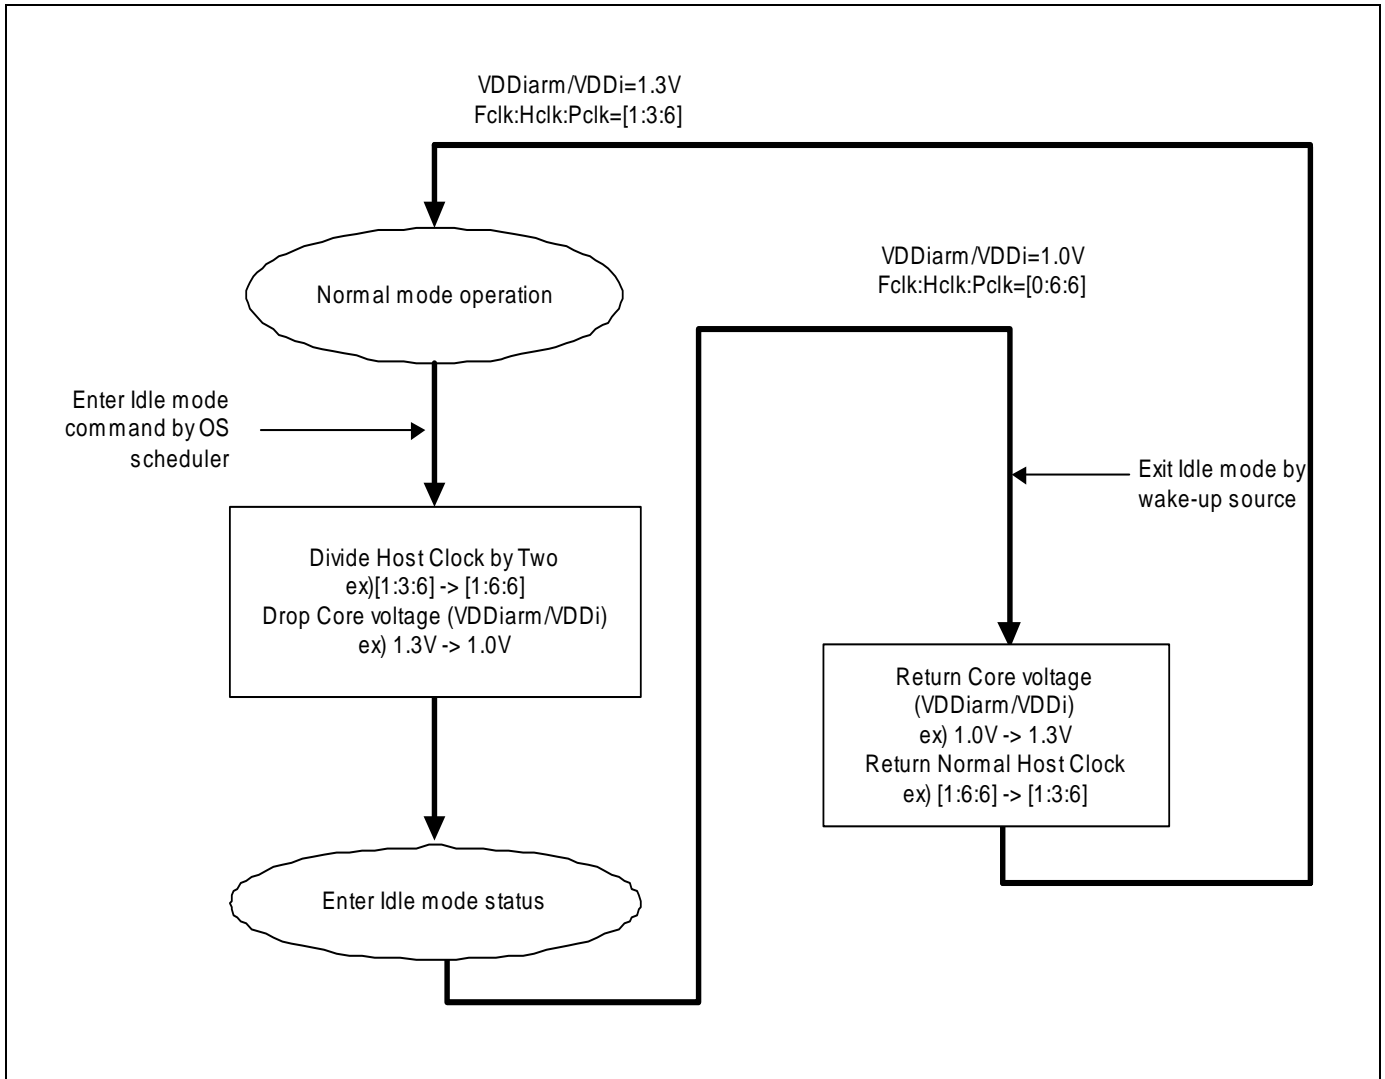 VDDiarm/VDDi=1.3V
Fclk:Hclk:Pclk=[1:3:6]
Normal mode operation
VDDiarm/VDDi=1.0V
Fclk:Hclk:Pclk=[0:6:6]
Enter Idle mode
command by OS
scheduler
Exit Idle mode by
wake-up source
Divide Host Clock by Two
ex)[1:3:6] -> [1:6:6]
Drop Core voltage (VDDiarm/VDDi)
ex) 1.3V -> 1.0V
Return Core voltage
(VDDiarm/VDDi)
ex) 1.0V -> 1.3V
Return Normal Host Clock
ex) [1:6:6] -> [1:3:6]
Enter Idle mode status